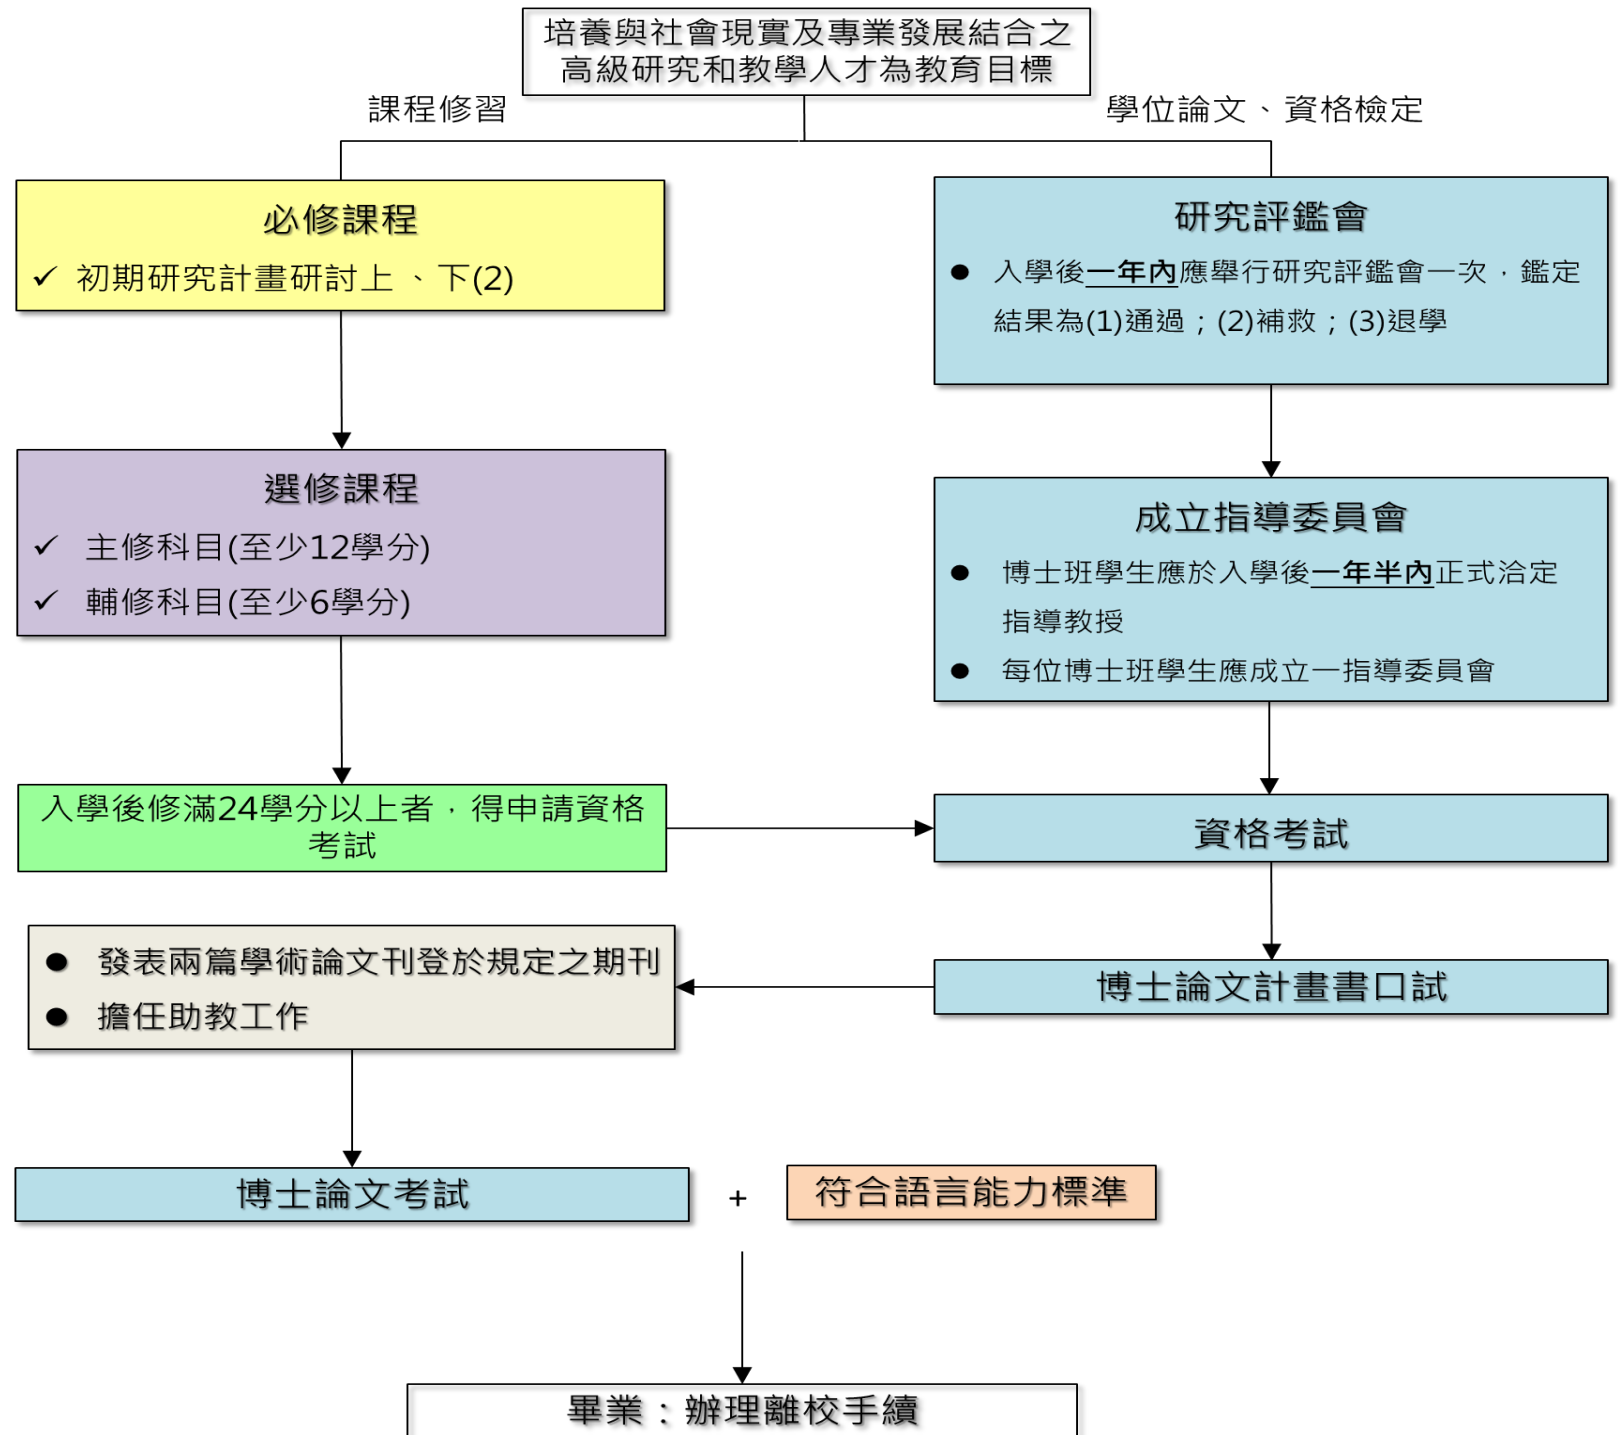 培養與社會現實及專業發展結合之
高級研究和教學人才為教育目標
課程修習
學位論文、資格檢定
必修課程
✓ 初期研究計畫研討上、下(2)
研究評鑑會
● 入學後一年內應舉行研究評鑑會一次，鑑定
結果為(1)通過；(2)補救；(3)退學
選修課程
✓ 主修科目(至少12學分)
✓ 輔修科目(至少6學分)
成立指導委員會
● 博士班學生應於入學後一年半內正式洽定
指導教授
● 每位博士班學生應成立一指導委員會
入學後修滿24學分以上者，得申請資格
考試
資格考試
● 發表兩篇學術論文刊登於規定之期刊
● 擔任助教工作
博士論文計畫書口試
博士論文考試
+
符合語言能力標準
畢業：辦理離校手續